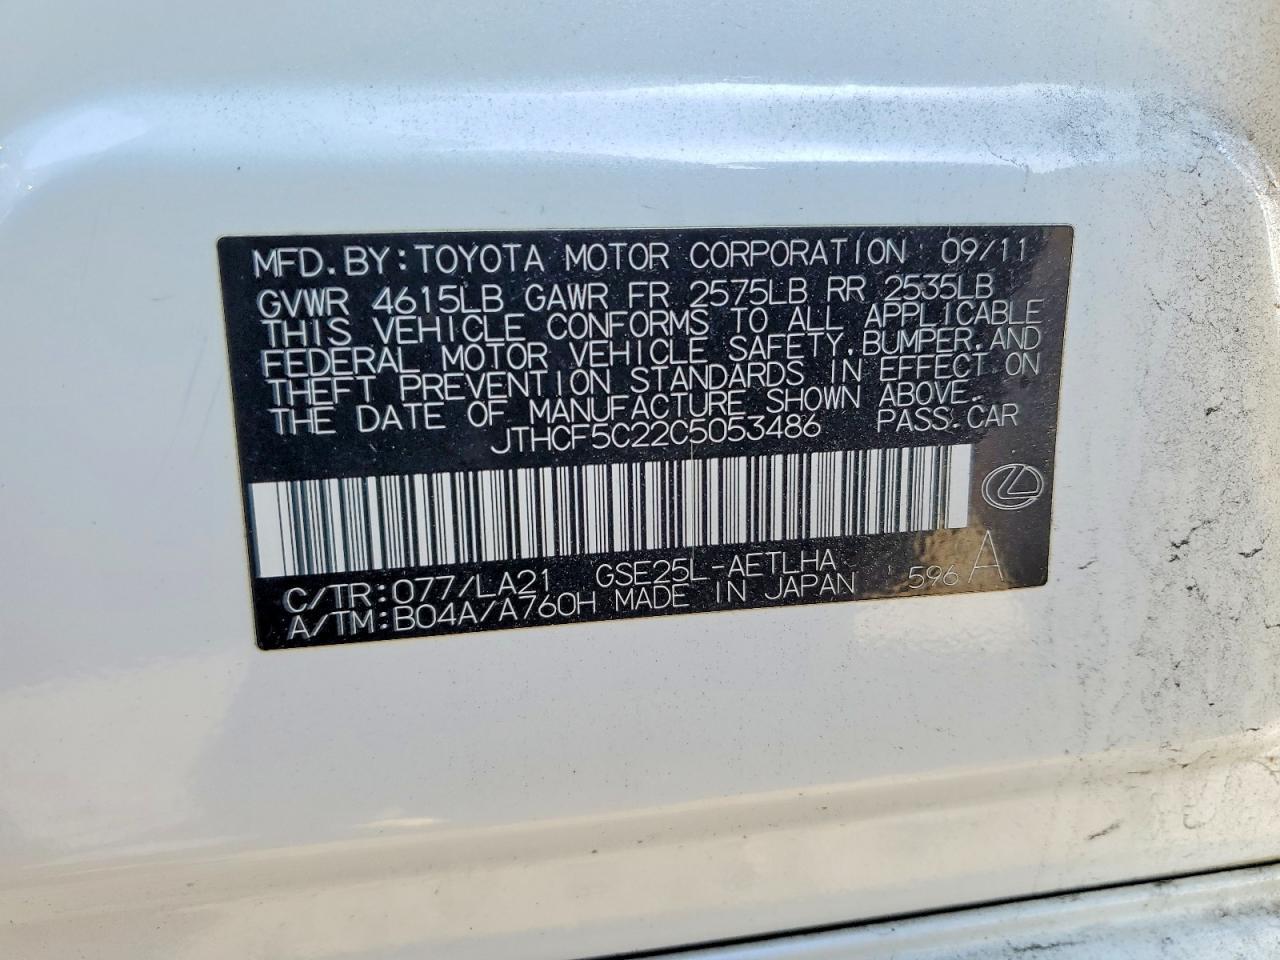 MFD. BY: TOYOTA MOTOR CORPORATION 09/11
GVWR 4615LB GAWR FR 2575LB RR 2535LB
THIS VEHICLE CONFORMS TO ALL APPLICABLE
FEDERAL MOTOR VEHICLE SAFETY, BUMPER, AND
THEFT PREVENTION STANDARDS IN EFFECT ON
THE DATE OF MANUFACTURE SHOWN ABOVE.
JTHCF5C22C5053486 PASS. CAR
C/TR: 077/LA21 GSE25L-AETLHA
A/TM: B04A/A760H MADE IN JAPAN 596 A